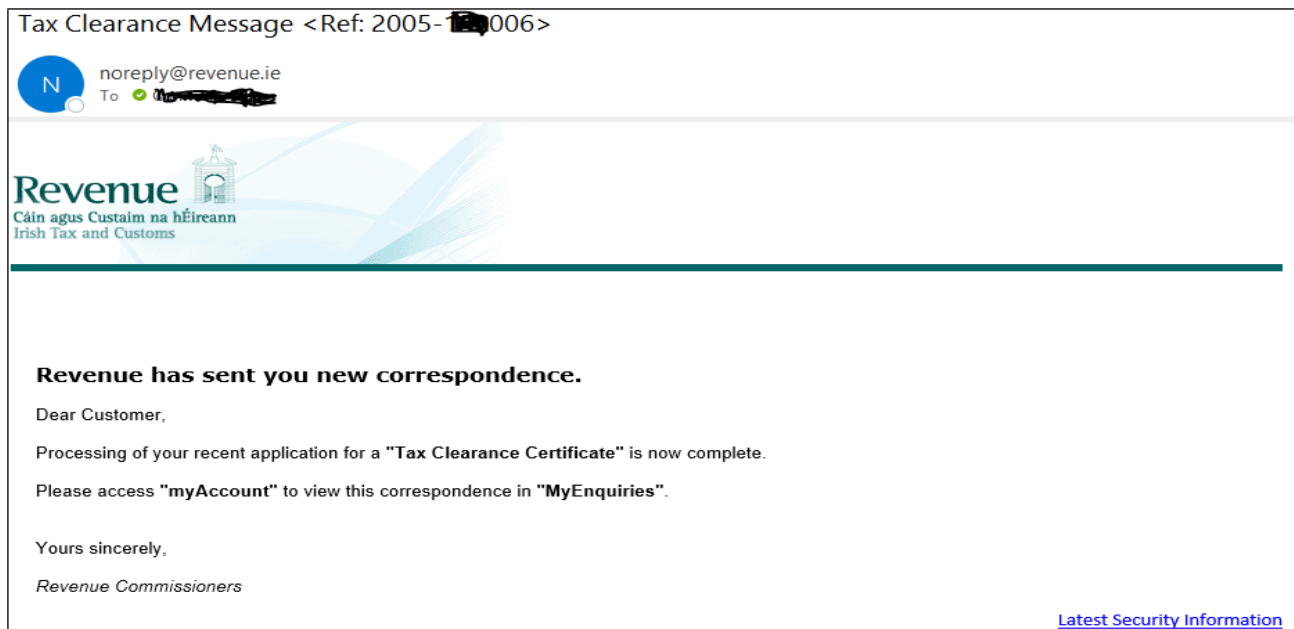 Tax Clearance Message <Ref: 2005-1 006>
N
noreply@revenue.ie
To
Revenue
Cáin agus Custaim na hÉireann
Irish Tax and Customs
Revenue has sent you new correspondence.
Dear Customer,
Processing of your recent application for a "Tax Clearance Certificate" is now complete.
Please access "myAccount" to view this correspondence in "MyEnquiries".
Yours sincerely,
Revenue Commissioners
Latest Security Information